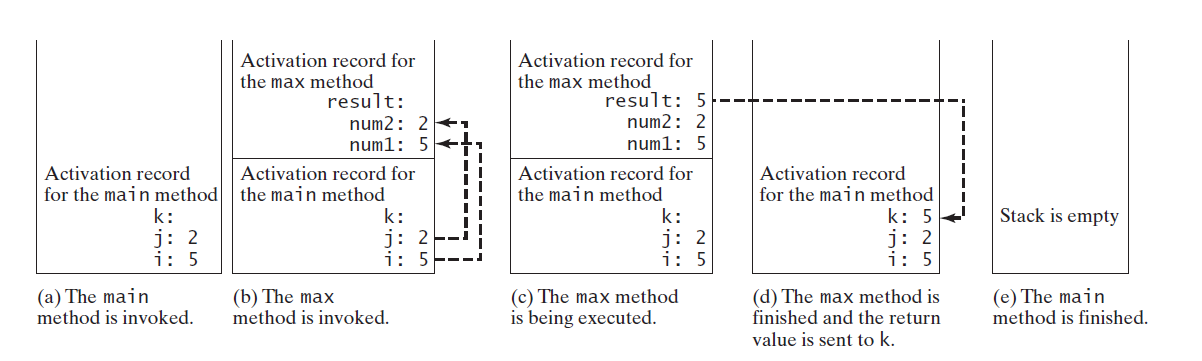 Activation record
for the main method
k:
j: 2
i: 5
(a) The main
method is invoked.
Activation record for
the max method
result:
num2: 2
num1: 5
Activation record for
the main method
k:
j: 2
i: 5
(b) The max
method is invoked.
Activation record for
the max method
result: 5
num2: 2
num1: 5
Activation record for
the main method
k:
j: 2
i: 5
(c) The max method
is being executed.
Activation record
for the main method
k: 5
j: 2
i: 5
(d) The max method is
finished and the return
value is sent to k.
Stack is empty
(e) The main
method is finished.